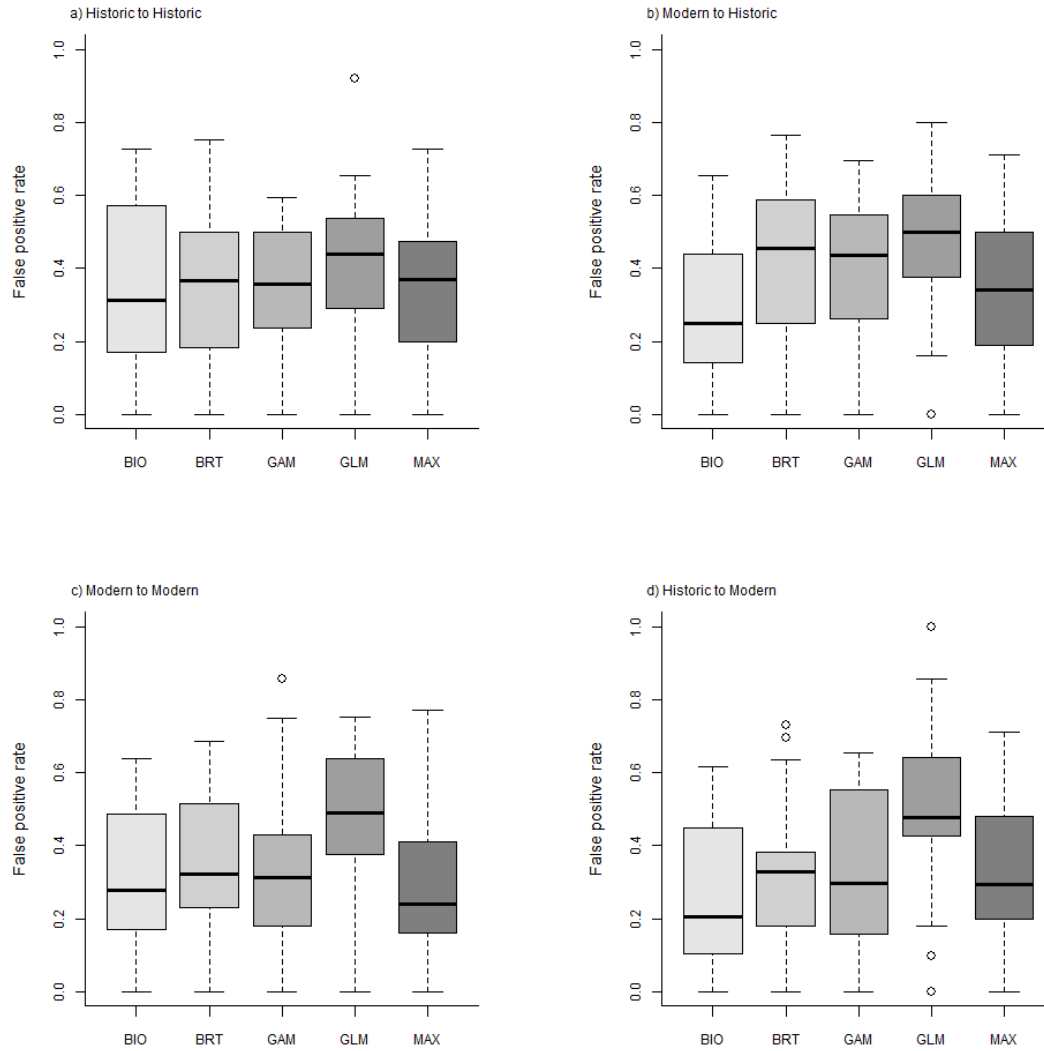 a) Historic to Historic
False positive rate
1.0
0.8
0.6
0.4
0.2
0.0
BIO BRT GAM GLM MAX
b) Modern to Historic
False positive rate
1.0
0.8
0.6
0.4
0.2
0.0
BIO BRT GAM GLM MAX
c) Modern to Modern
False positive rate
1.0
0.8
0.6
0.4
0.2
0.0
BIO BRT GAM GLM MAX
d) Historic to Modern
False positive rate
1.0
0.8
0.6
0.4
0.2
0.0
BIO BRT GAM GLM MAX